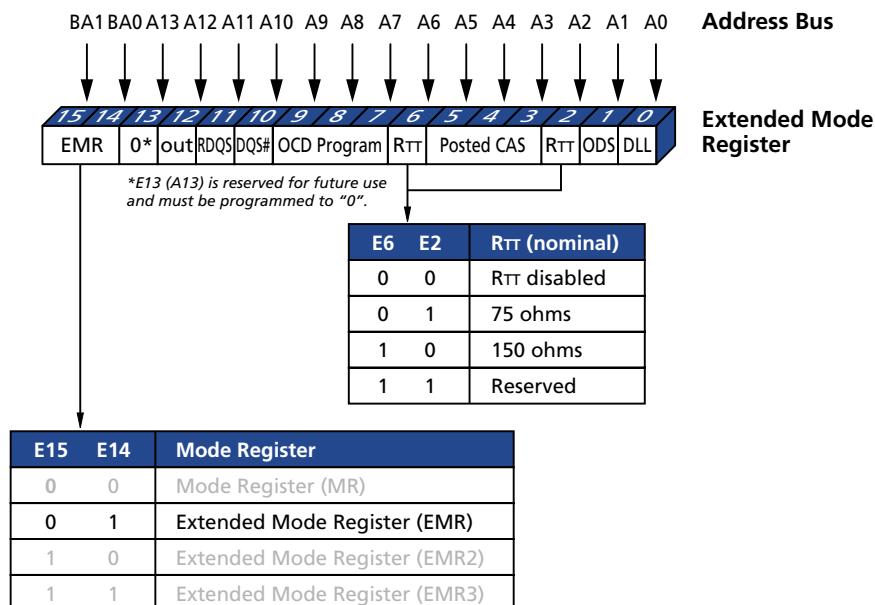 BA1 BA0 A13 A12 A11 A10 A9 A8 A7 A6 A5 A4 A3 A2 A1 A0 Address Bus
15 14 13 12 11 10 9 8 7 6 5 4 3 2 1 0
Extended Mode
Register
EMR 0* out RDQS DQS# OCD Program RTT Posted CAS RTT ODS DLL
*E13 (A13) is reserved for future use
and must be programmed to “0”.
E6 E2 RTT (nominal)
0 0 RTT disabled
0 1 75 ohms
1 0 150 ohms
1 1 Reserved
E15 E14 Mode Register
0 0 Mode Register (MR)
0 1 Extended Mode Register (EMR)
1 0 Extended Mode Register (EMR2)
1 1 Extended Mode Register (EMR3)